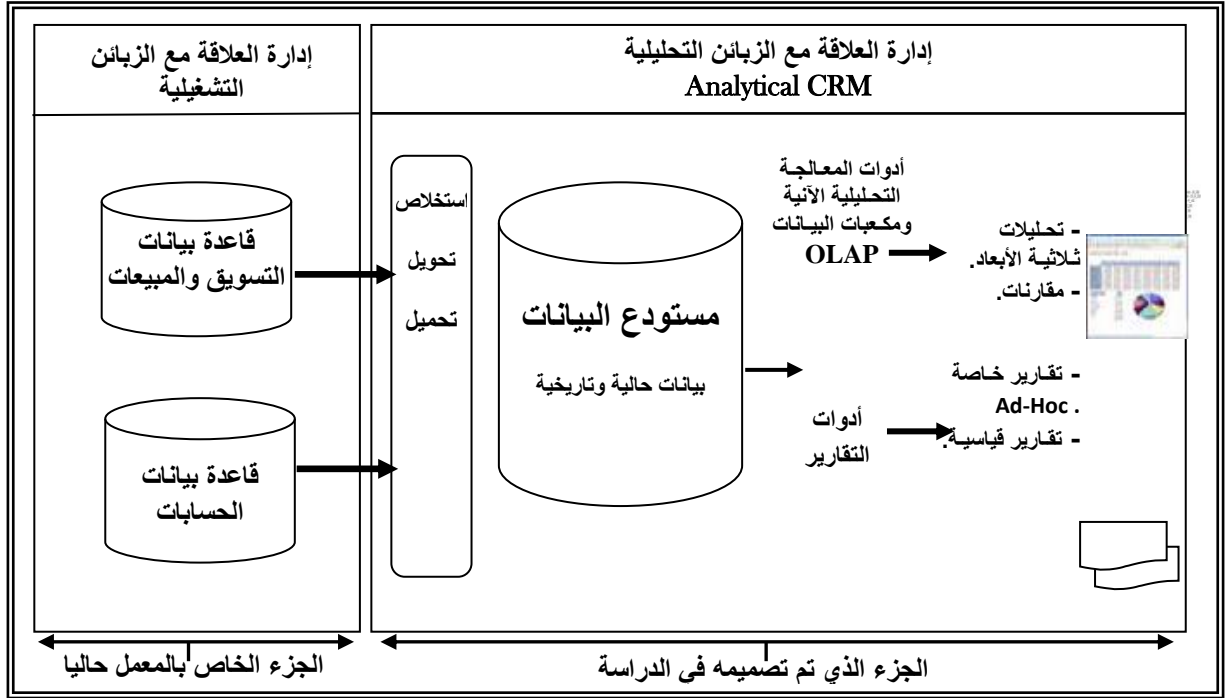 إدارة العلاقة مع الزبائن
التشغيلية
إدارة العلاقة مع الزبائن التحليلية
Analytical CRM
قاعدة بيانات
التسويق والمبيعات
قاعدة بيانات
الحسابات
استخلاص
تحويل
تحميل
مستودع البيانات
بيانات حالية وتاريخية
أدوات المعالجة
التحليلية الآنية
ومكعبات البيانات
OLAP
- تحليلات
ثلاثية الأبعاد.
- مقارنات.
أدوات
التقارير
- تقارير خاصة
Ad-Hoc .
- تقارير قياسية.
الجزء الخاص بالمعمل حاليا
الجزء الذي تم تصميمه في الدراسة